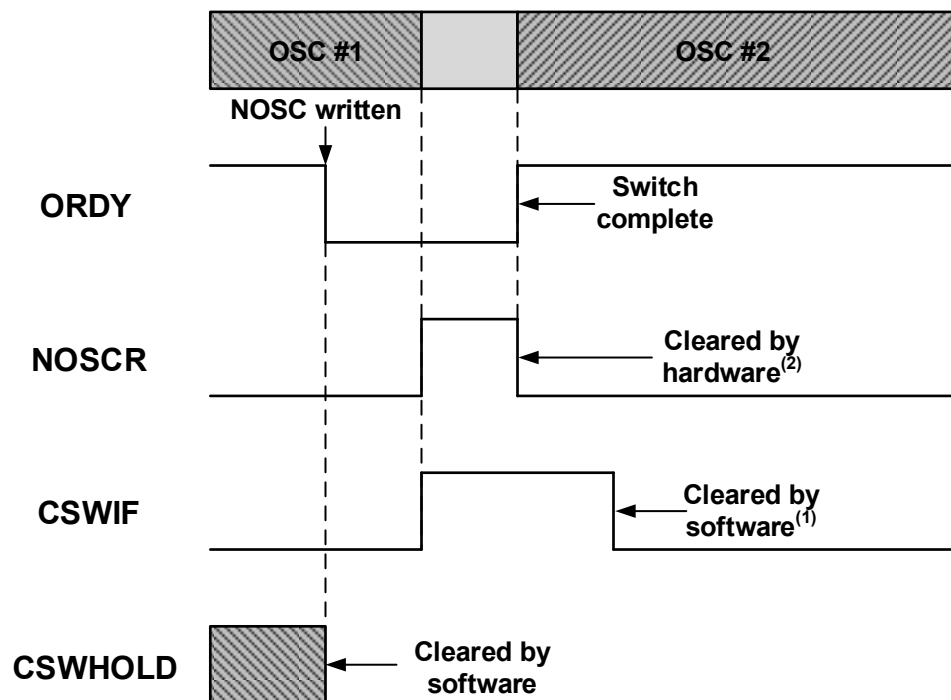 OSC #1
OSC #2
NOSC written
ORDY
Switch
complete
NOSCR
Cleared by
hardware(2)
CSWIF
Cleared by
software(1)
CSWHOLD
Cleared by
software